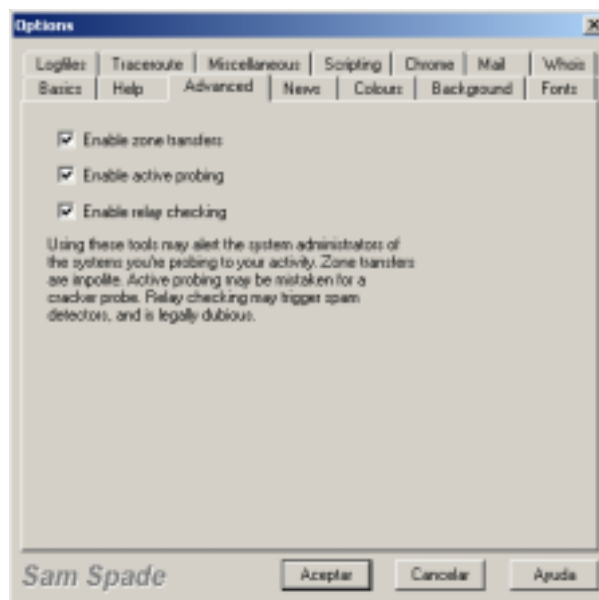 Options
Logfiles Traceroute Miscellaneous Scripting Chrome Mail Whois
Basics Help Advanced News Colours Background Fonts
Enable zone transfers
Enable active probing
Enable relay checking
Using these tools may alert the system administrators of
the systems you're probing to your activity. Zone transfers
are impolite. Active probing may be mistaken for a
cracker probe. Relay checking may trigger spam
detectors, and is legally dubious.
Sam Spade Aceptar Cancelar Ayuda